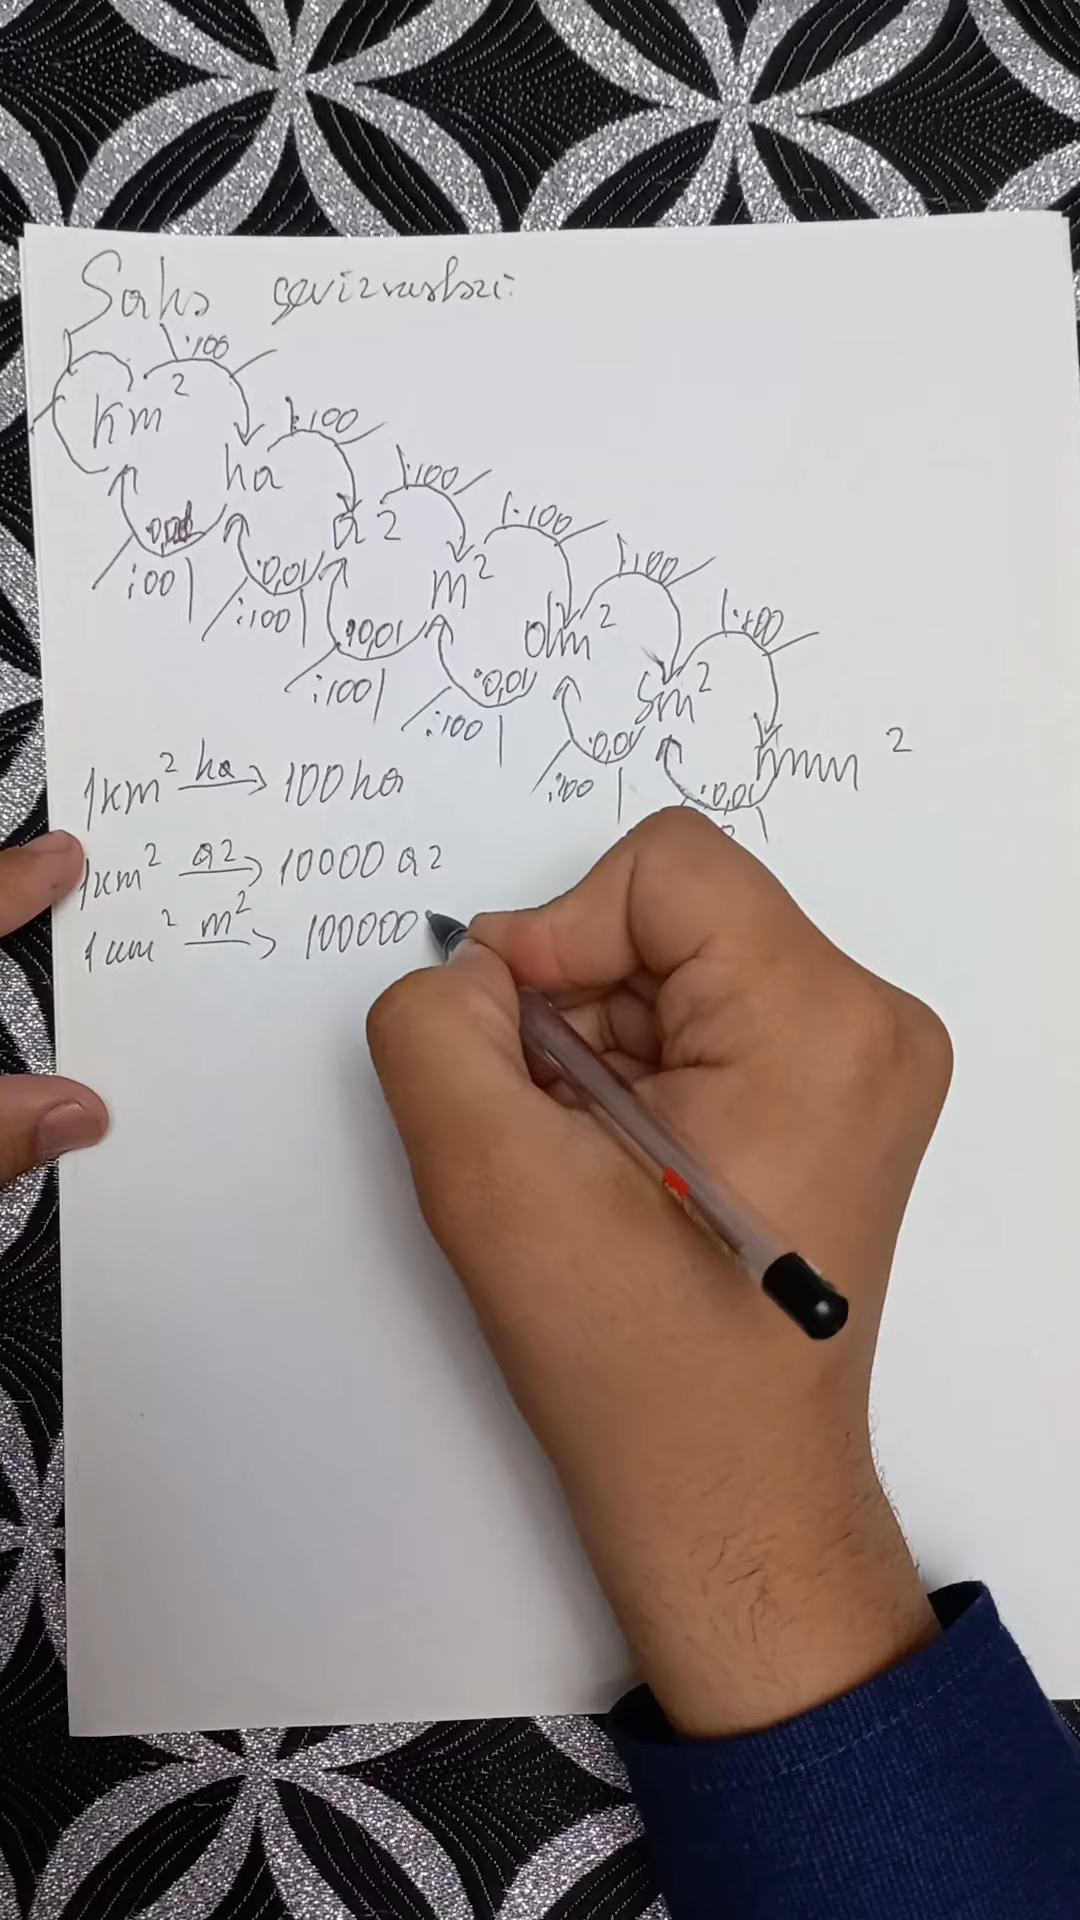 Sahə çevirmələri:
·100
km²
·100
ha
·100
a
·100
m²
·100
dm²
·100
sm²
mm²
:100
·0,01
:100
·0,01
:100
·0,01
:100
·0,01
:100
·0,01
1km² ha→ 100 ha
1km² a2→ 10000 a2
1km² m²→ 100000